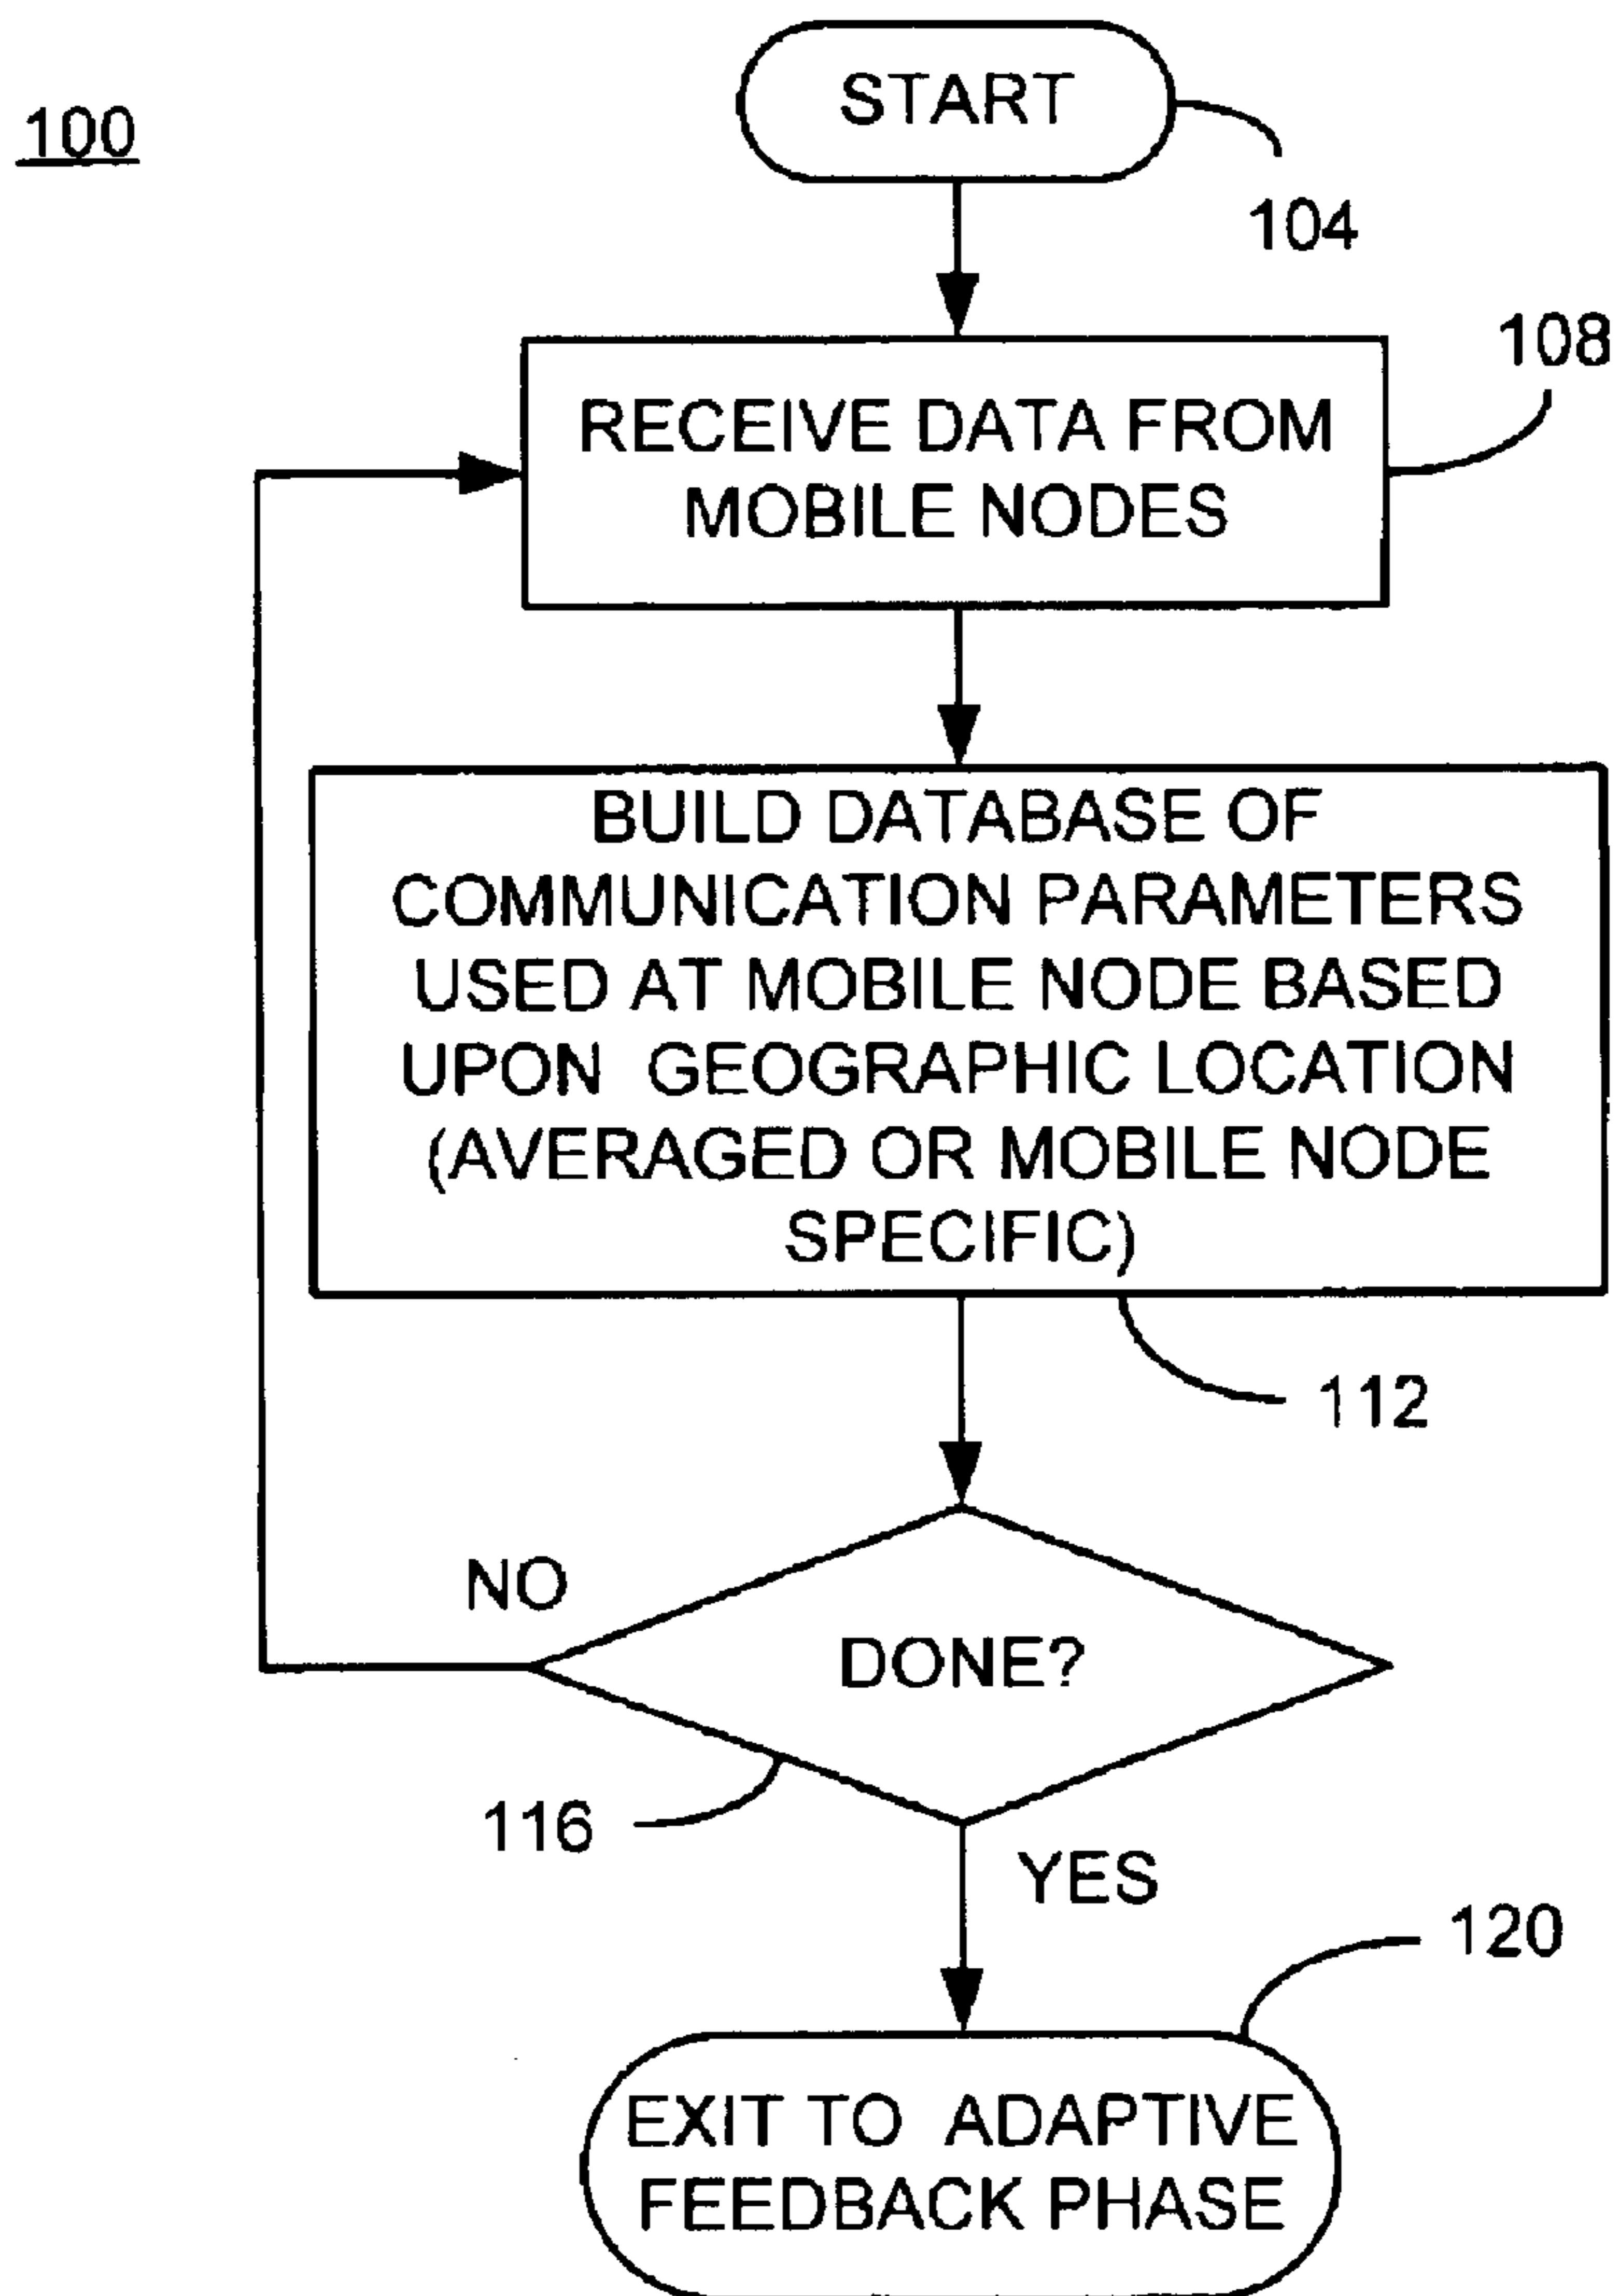 100
START
104
108
RECEIVE DATA FROM
MOBILE NODES
BUILD DATABASE OF
COMMUNICATION PARAMETERS
USED AT MOBILE NODE BASED
UPON GEOGRAPHIC LOCATION
(AVERAGED OR MOBILE NODE
SPECIFIC)
112
NO
DONE?
116
YES
120
EXIT TO ADAPTIVE
FEEDBACK PHASE